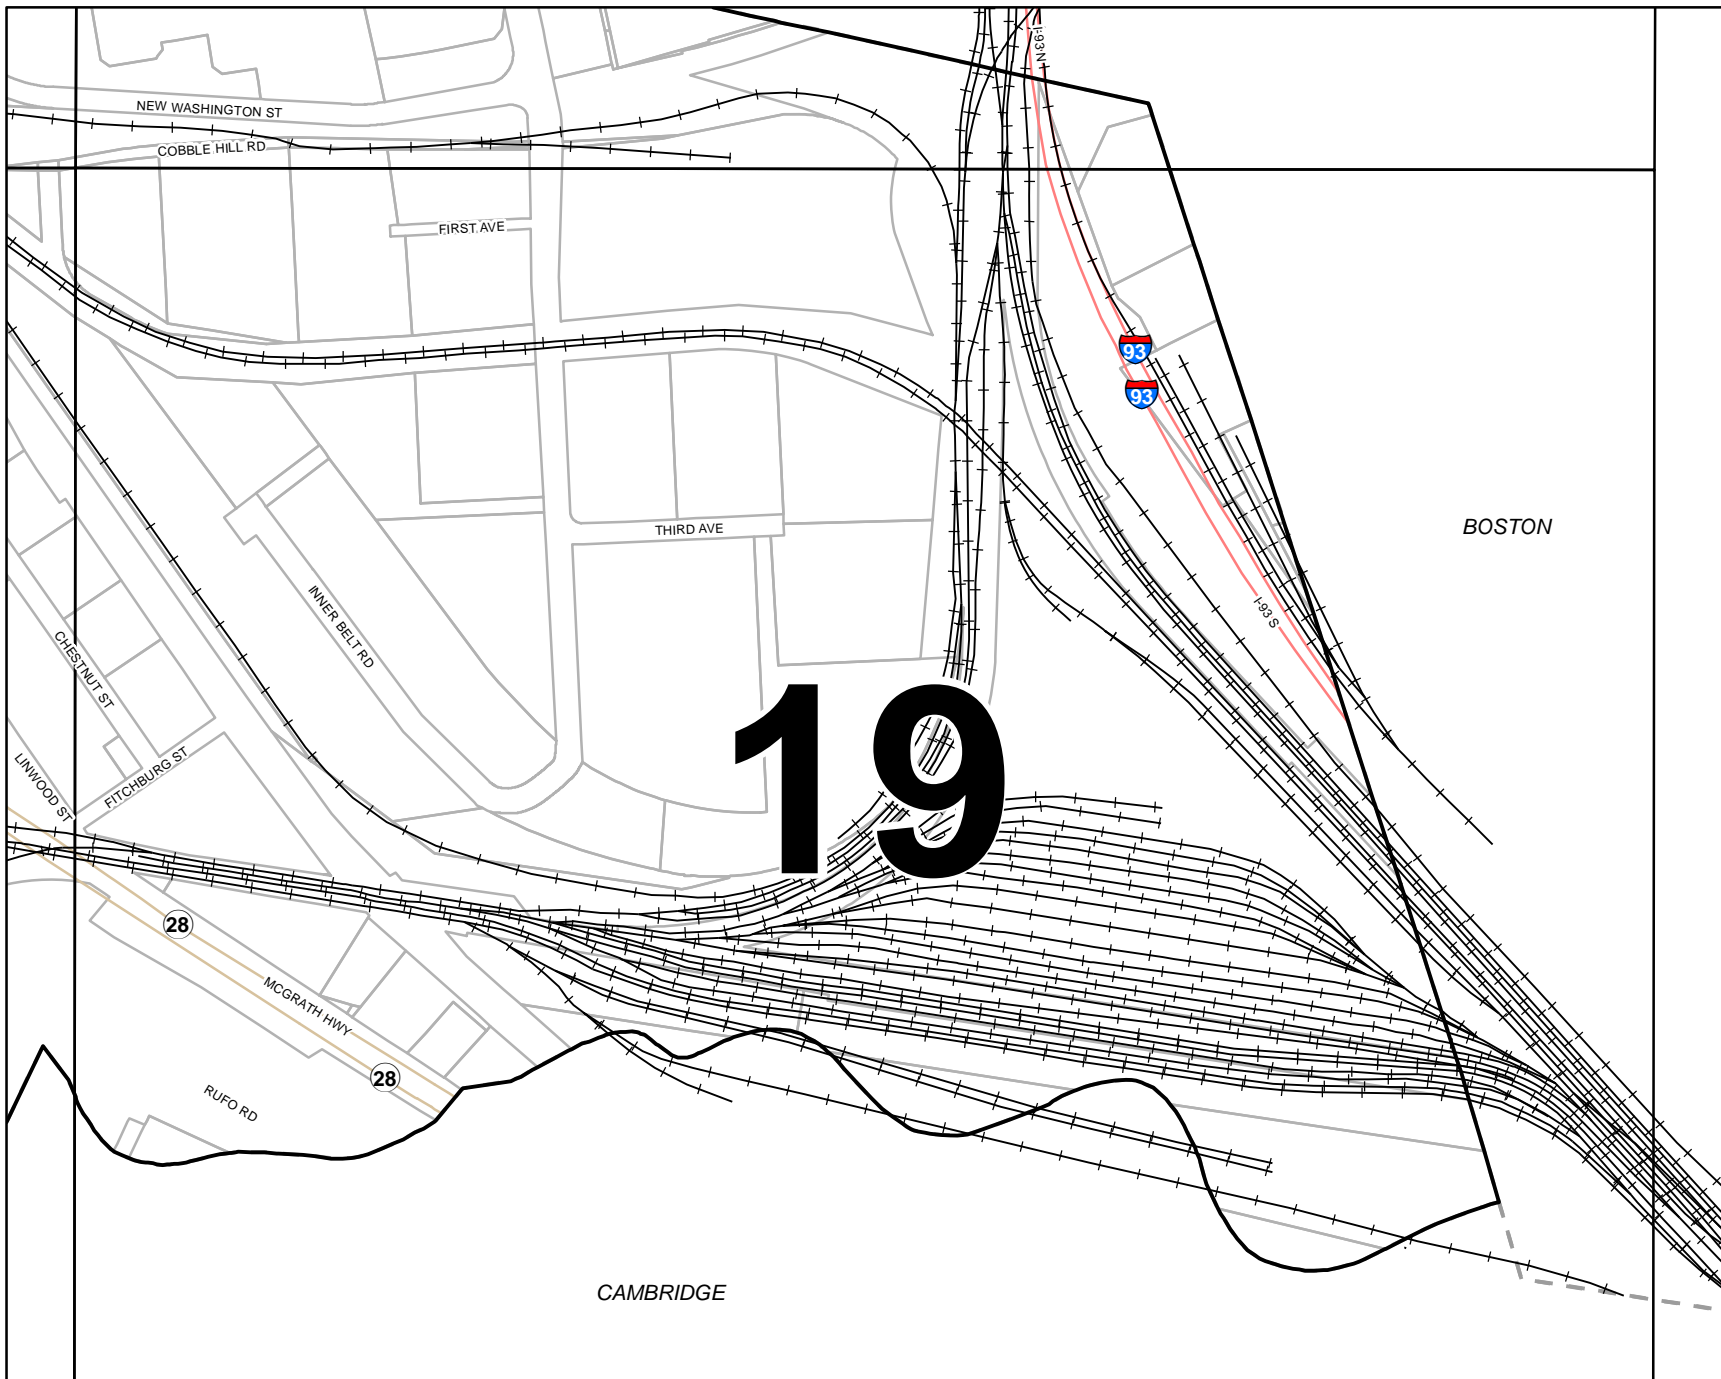 I-93 N
NEW WASHINGTON ST
COBBLE HILL RD
FIRST AVE
93
93
THIRD AVE
BOSTON
INNER BELT RD
I-93 S
CHESTNUT ST
19
FITCHBURG ST
LINWOOD ST
28
MCGRATH HWY
28
RUFO RD
CAMBRIDGE